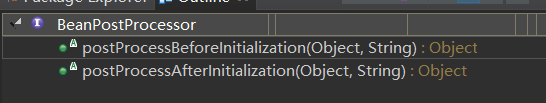 Package Explorer
Outline
BeanPostProcessor
postProcessBeforeInitialization(Object, String) : Object
postProcessAfterInitialization(Object, String) : Object